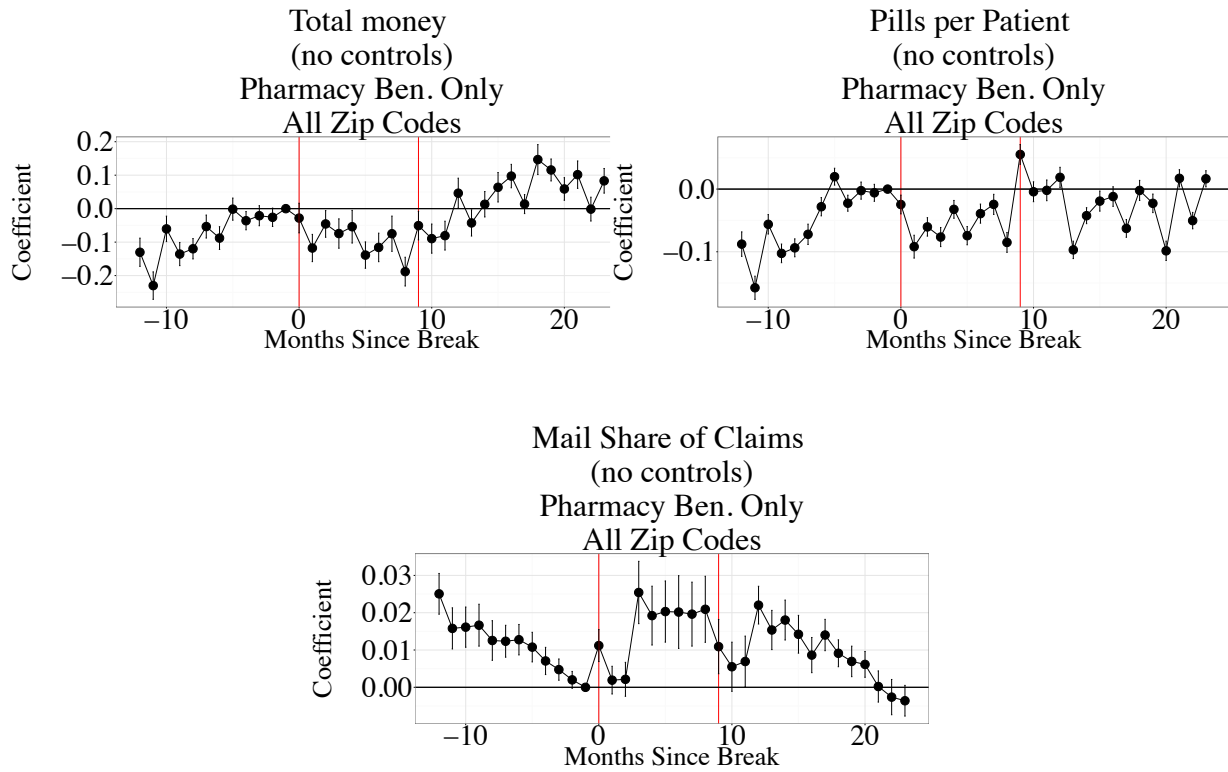 Total money
(no controls)
Pharmacy Ben. Only
All Zip Codes
0.2
0.1
0.0
−0.1
−0.2
Coefficient
−10
0
10
20
Months Since Break
Pills per Patient
(no controls)
Pharmacy Ben. Only
All Zip Codes
0.0
−0.1
Coefficient
−10
0
10
20
Months Since Break
Mail Share of Claims
(no controls)
Pharmacy Ben. Only
All Zip Codes
0.03
0.02
0.01
0.00
Coefficient
−10
0
10
20
Months Since Break